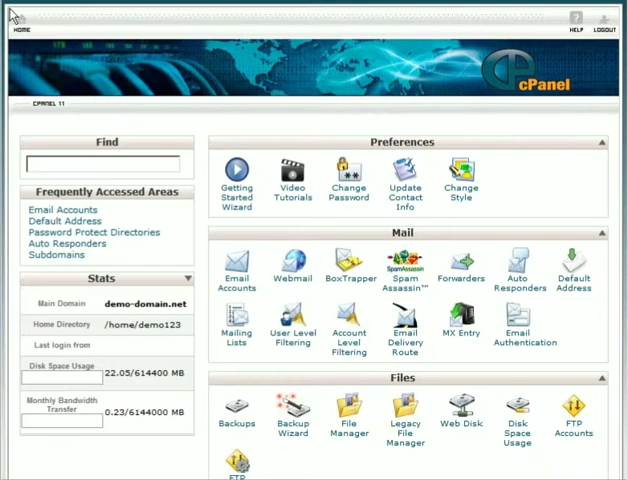 HOME
HELP
LOGOUT
cPanel
CPANEL 11
Find
Frequently Accessed Areas
Email Accounts
Default Address
Password Protect Directories
Auto Responders
Subdomains
Stats
Main Domain demo-domain.net
Home Directory /home/demo123
Last login from
Disk Space Usage 22.05/614400 MB
Monthly Bandwidth
Transfer 0.23/6144000 MB
Preferences
Getting
Started
Wizard
Video
Tutorials
Change
Password
Update
Contact
Info
Change
Style
Mail
Email
Accounts
Webmail
BoxTrapper
SpamAssassin
Spam
Assassin™
Forwarders
Auto
Responders
Default
Address
Mailing
Lists
User Level
Filtering
Account
Level
Filtering
Email
Delivery
Route
MX Entry
Email
Authentication
Files
Backups
Backup
Wizard
File
Manager
Legacy
File
Manager
Web Disk
Disk
Space
Usage
FTP
Accounts
FTP